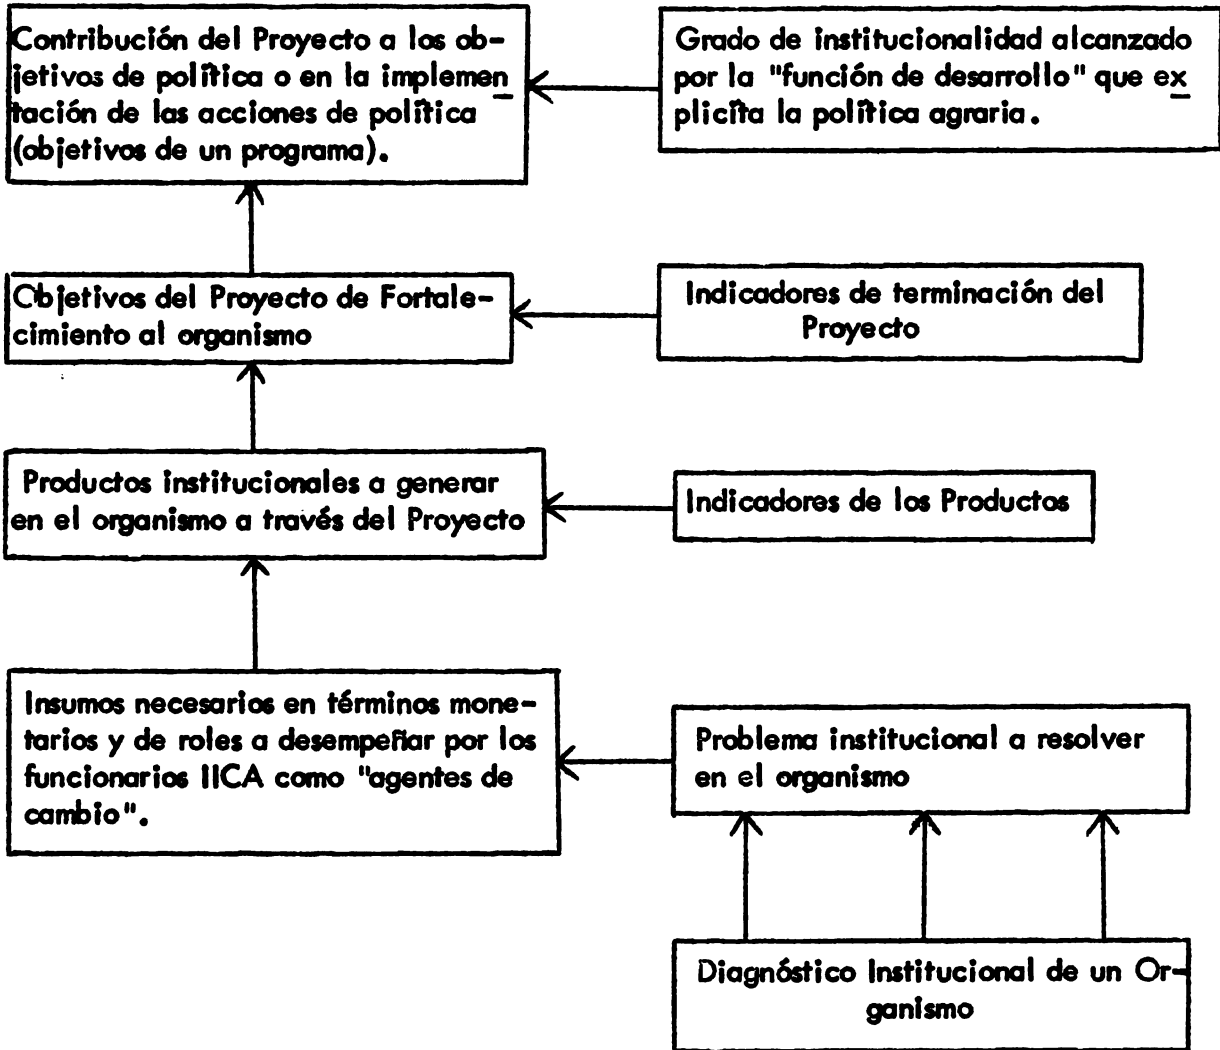 Contribución del Proyecto a los ob-
jetivos de política o en la implemen
tación de las acciones de política
(objetivos de un programa).
Grado de institucionalidad alcanzado
por la "función de desarrollo" que ex
plicita la política agraria.
Objetivos del Proyecto de Fortale-
cimiento al organismo
Indicadores de terminación del
Proyecto
Productos institucionales a generar
en el organismo a través del Proyecto
Indicadores de los Productos
Insumos necesarios en términos mone-
tarios y de roles a desempeñar por los
funcionarios IICA como "agentes de
cambio".
Problema institucional a resolver
en el organismo
Diagnóstico Institucional de un Or-
ganismo